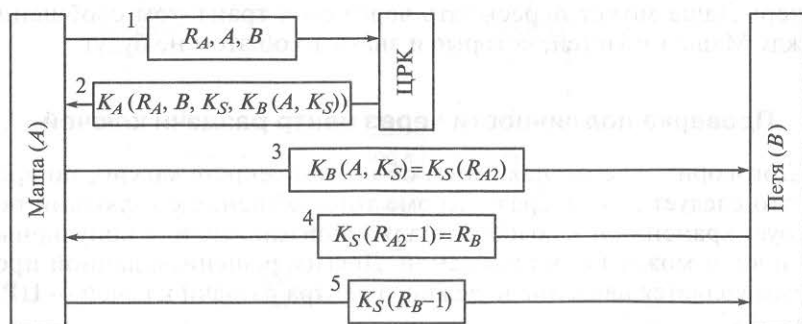 1
R_A, A, B
ЦРК
2
K_A(R_A, B, K_S, K_B(A, K_S))
Маша (A)
Петя (B)
3
K_B(A, K_S)=K_S(R_A2)
4
K_S(R_A2-1)=R_B
5
K_S(R_B-1)